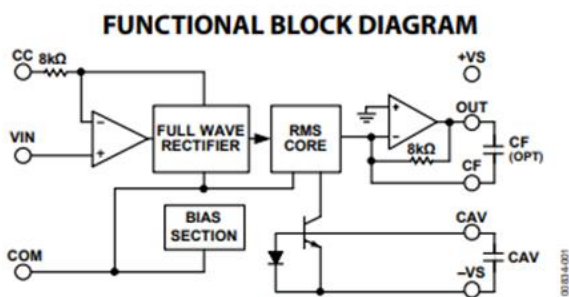 FUNCTIONAL BLOCK DIAGRAM
CC
8kΩ
+VS
VIN
FULL WAVE
RECTIFIER
RMS
CORE
OUT
8kΩ
CF
(OPT)
CF
BIAS
SECTION
COM
CAV
CAV
–VS
00834-001
−
+
+
−